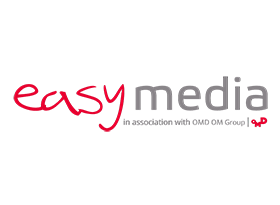 easy media
in association with OMD OM Group |